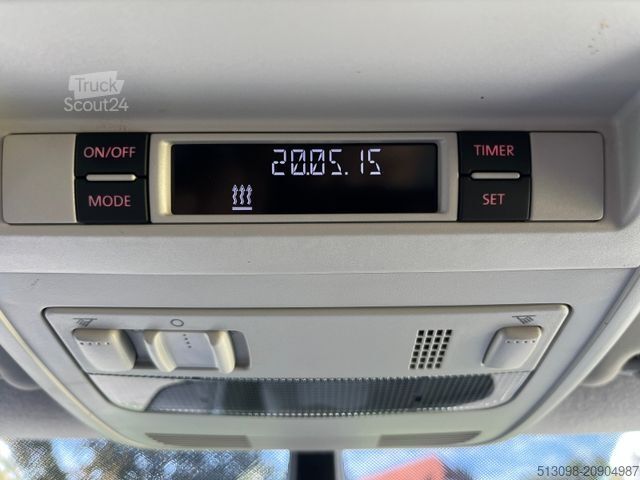 Truck
Scout24
ON/OFF
MODE
20.05.15
TIMER
SET
513098-20904987